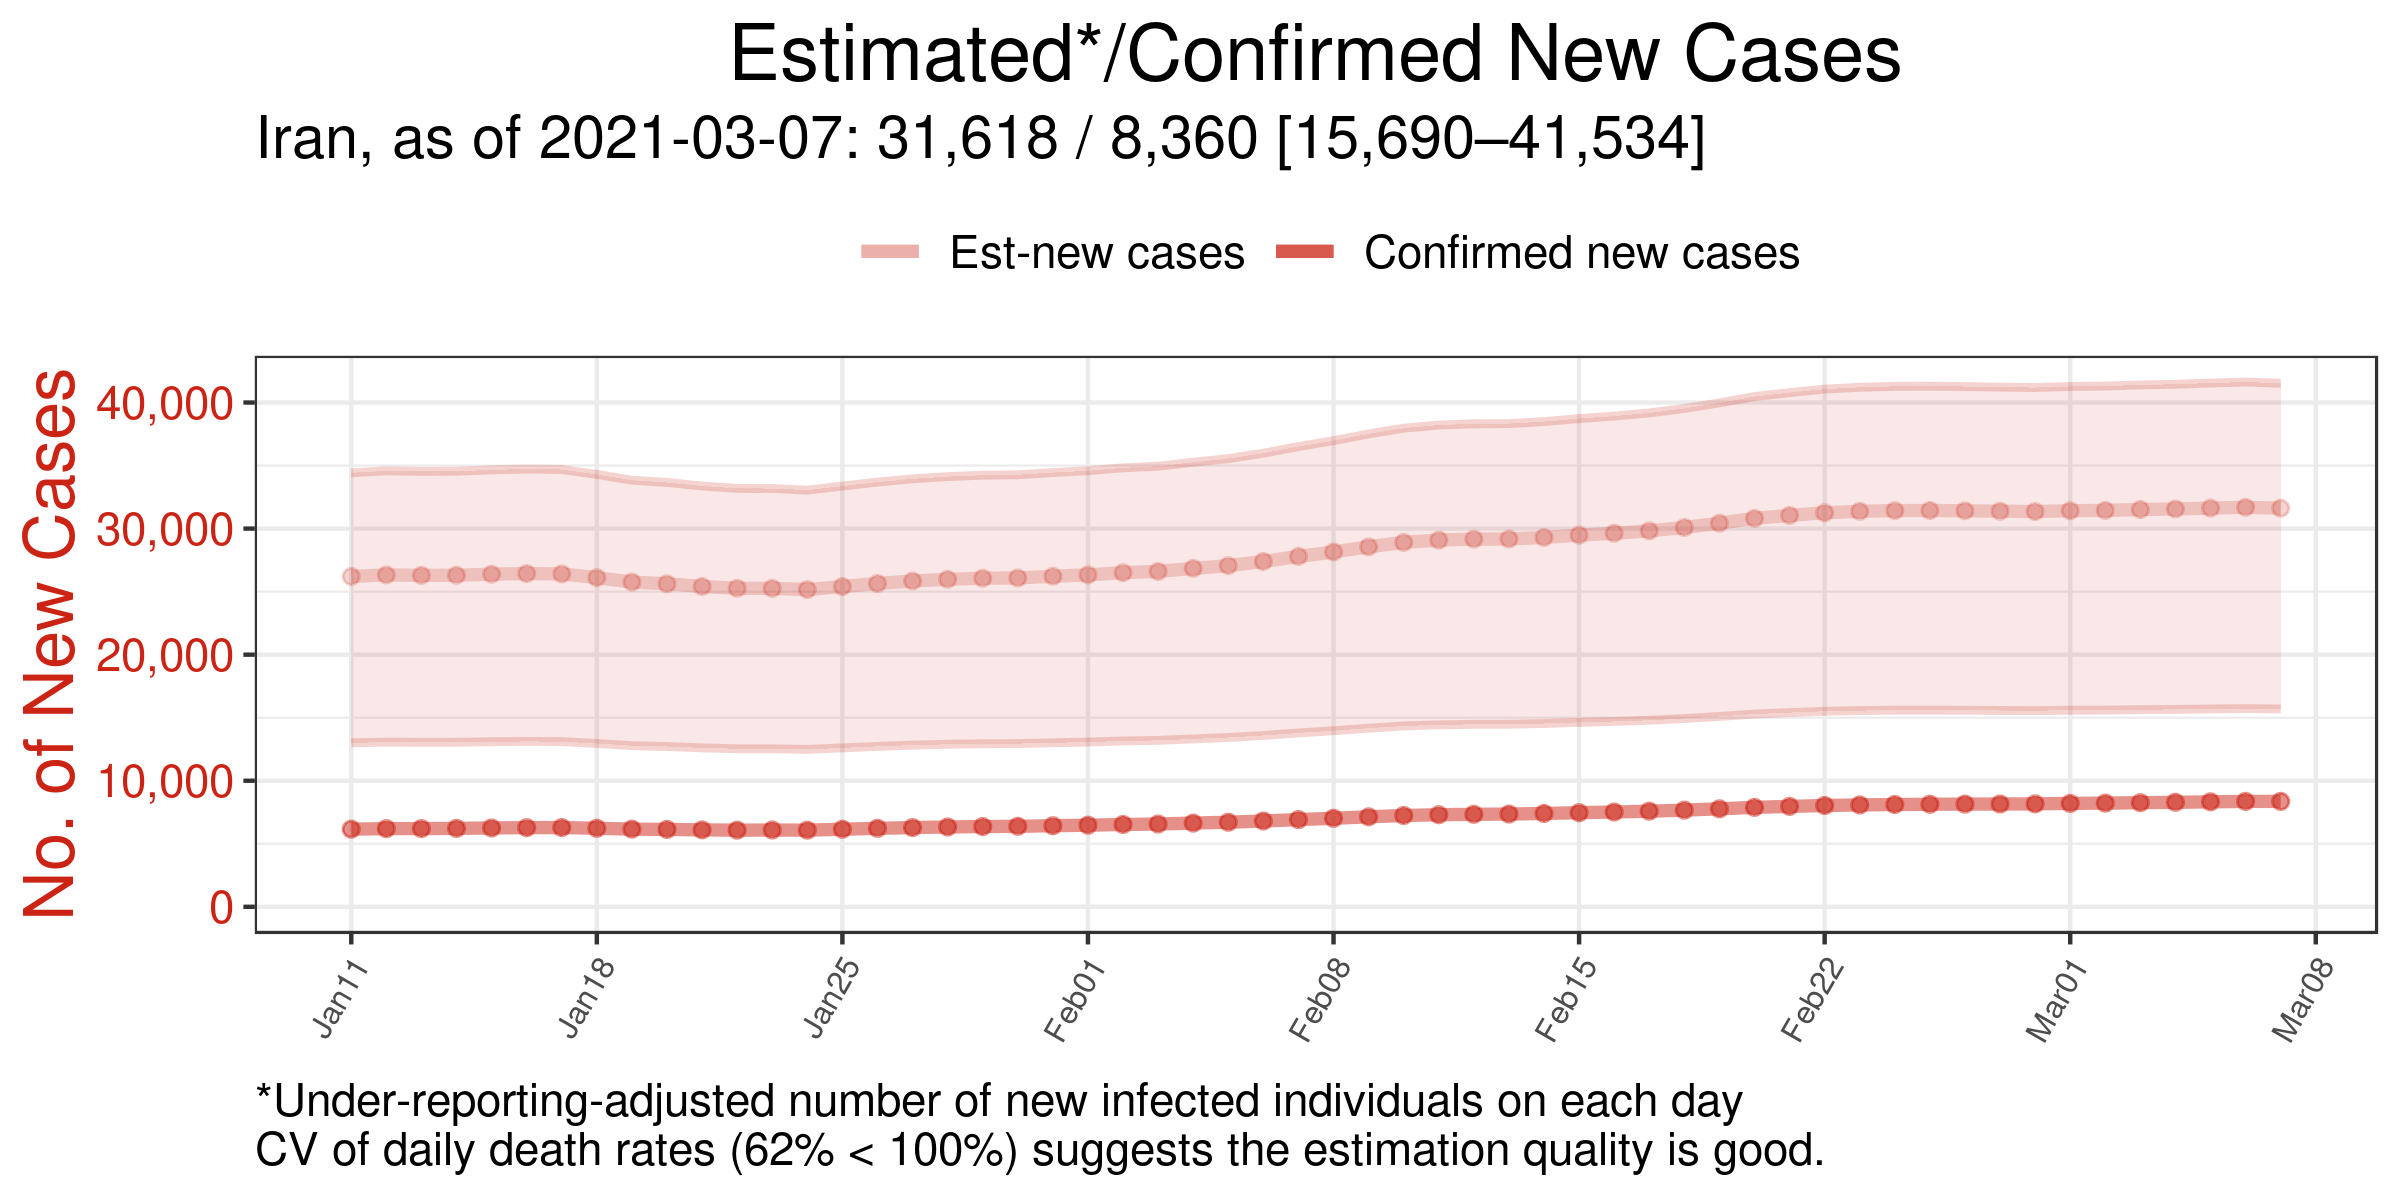 Estimated*/Confirmed New Cases
Iran, as of 2021-03-07: 31,618 / 8,360 [15,690–41,534]
Est-new cases Confirmed new cases
No. of New Cases
40,000
30,000
20,000
10,000
0
Jan11 Jan18 Jan25 Feb01 Feb08 Feb15 Feb22 Mar01 Mar08
*Under-reporting-adjusted number of new infected individuals on each day
CV of daily death rates (62% < 100%) suggests the estimation quality is good.